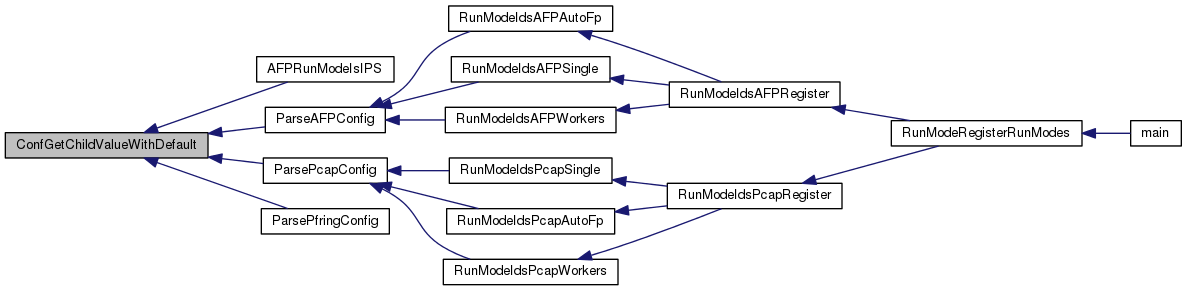 RunModeIdsAFPAutoFp
AFPRunModeIsIPS
RunModeIdsAFPSingle
RunModeIdsAFPRegister
ParseAFPConfig
RunModeIdsAFPWorkers
RunModeRegisterRunModes
main
ConfGetChildValueWithDefault
ParsePcapConfig
RunModeIdsPcapSingle
RunModeIdsPcapRegister
ParsePfringConfig
RunModeIdsPcapAutoFp
RunModeIdsPcapWorkers